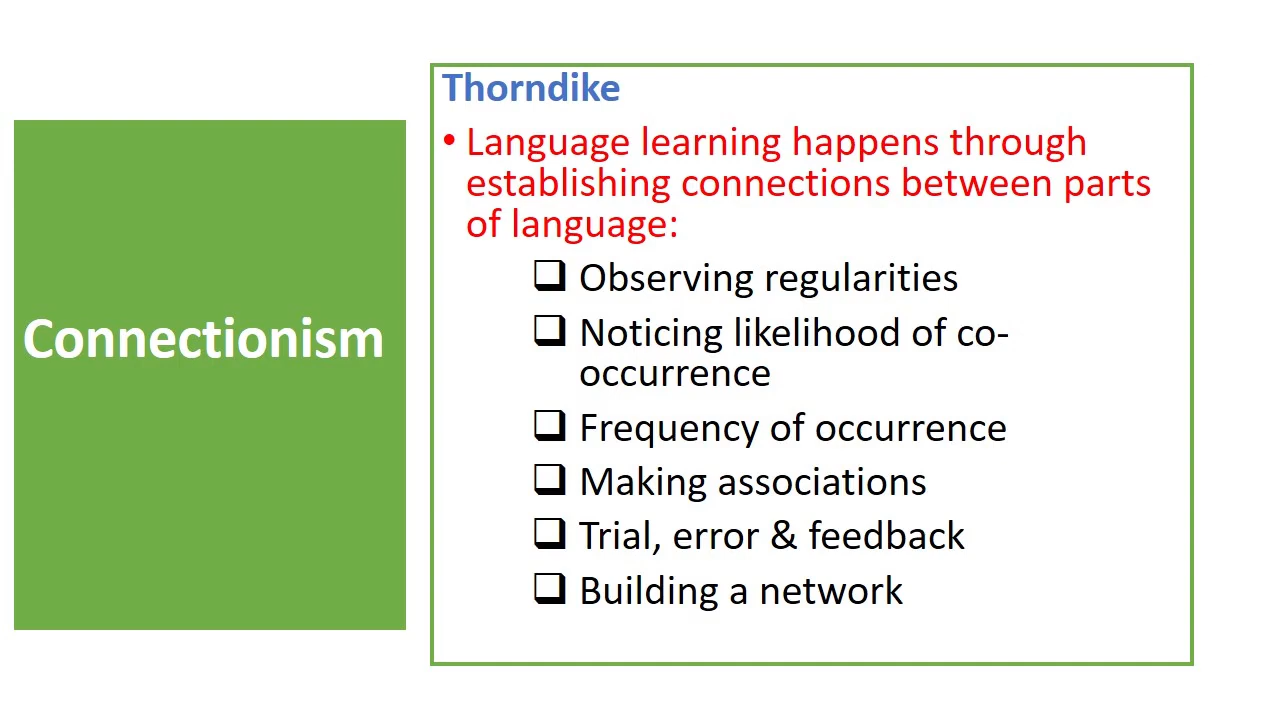 Connectionism
Thorndike
• Language learning happens through
establishing connections between parts
of language:
❑ Observing regularities
❑ Noticing likelihood of co-
occurrence
❑ Frequency of occurrence
❑ Making associations
❑ Trial, error & feedback
❑ Building a network